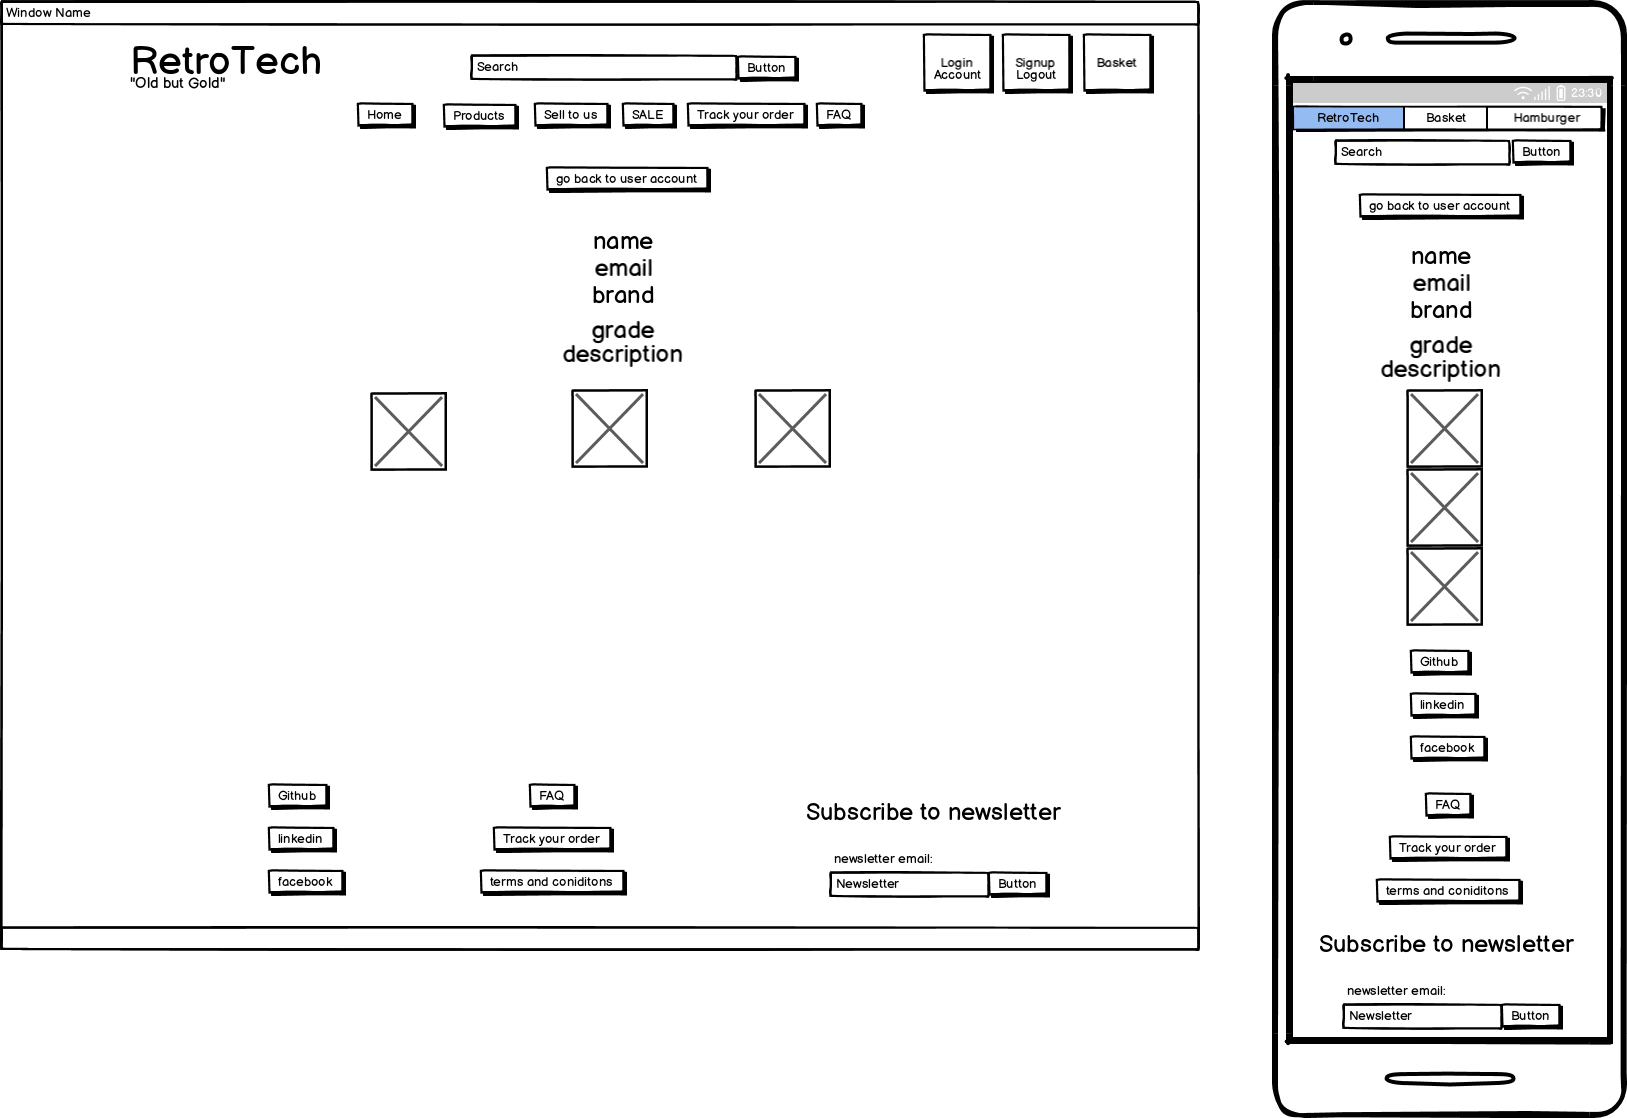 Window Name
RetroTech
"Old but Gold"
Search
Button
Login
Account
Signup
Logout
Basket
Home
Products
Sell to us
SALE
Track your order
FAQ
go back to user account
name
email
brand
grade
description
Github
linkedin
facebook
FAQ
Track your order
terms and coniditons
Subscribe to newsletter
newsletter email:
Newsletter
Button
23:30
RetroTech
Basket
Hamburger
Search
Button
go back to user account
name
email
brand
grade
description
Github
linkedin
facebook
FAQ
Track your order
terms and coniditons
Subscribe to newsletter
newsletter email:
Newsletter
Button